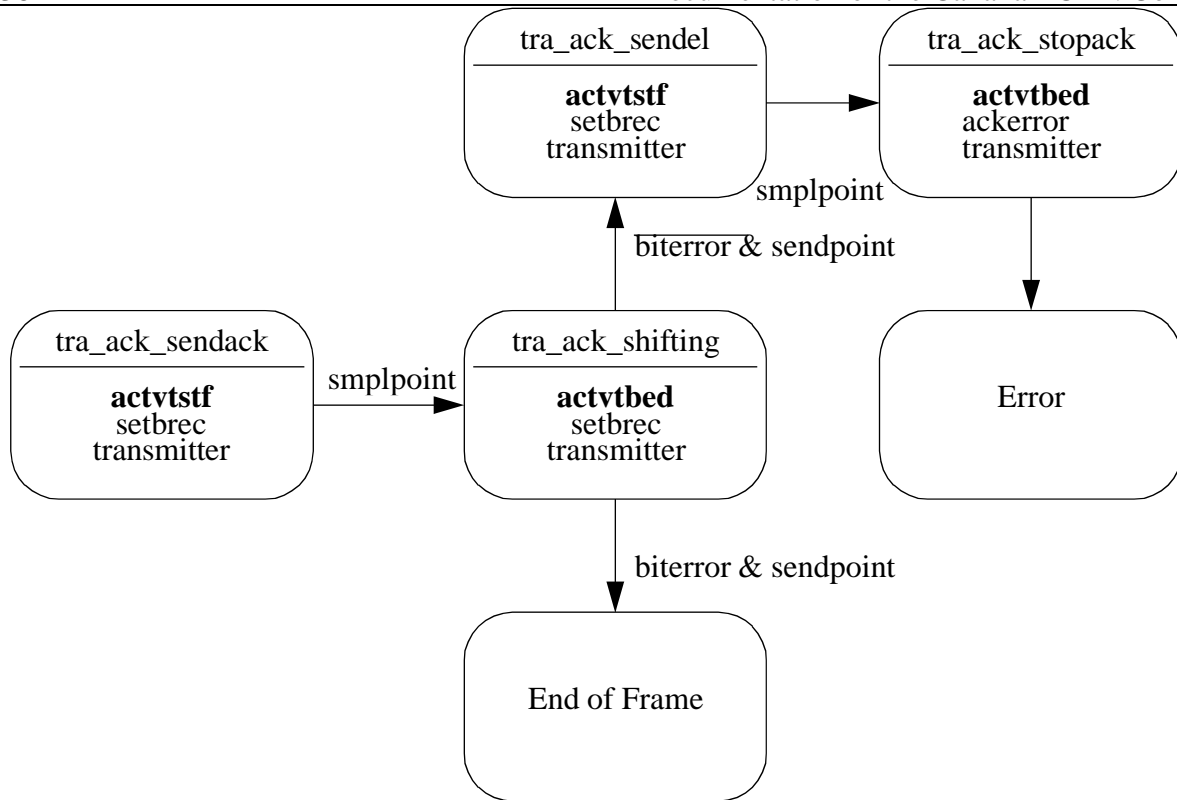 tra_ack_sendel
actvtstf
setbrec
transmitter
tra_ack_stopack
actvtbed
ackerror
transmitter
smplpoint
biterror & sendpoint
tra_ack_sendack
actvtstf
setbrec
transmitter
smplpoint
tra_ack_shifting
actvtbed
setbrec
transmitter
Error
biterror & sendpoint
End of Frame